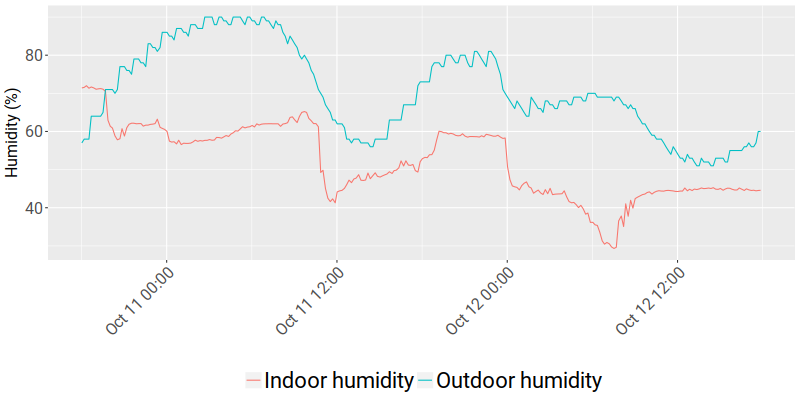 Humidity (%)
80
60
40
Oct 11 00:00
Oct 11 12:00
Oct 12 00:00
Oct 12 12:00
Indoor humidity
Outdoor humidity